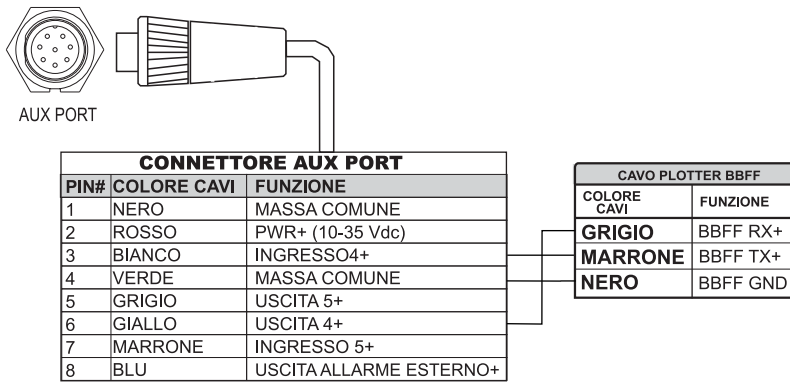 AUX PORT
CONNETTORE AUX PORT
PIN# COLORE CAVI FUNZIONE
1 NERO MASSA COMUNE
2 ROSSO PWR+ (10-35 Vdc)
3 BIANCO INGRESSO4+
4 VERDE MASSA COMUNE
5 GRIGIO USCITA 5+
6 GIALLO USCITA 4+
7 MARRONE INGRESSO 5+
8 BLU USCITA ALLARME ESTERNO+
CAVO PLOTTER BBFF
COLORE CAVI FUNZIONE
GRIGIO BBFF RX+
MARRONE BBFF TX+
NERO BBFF GND